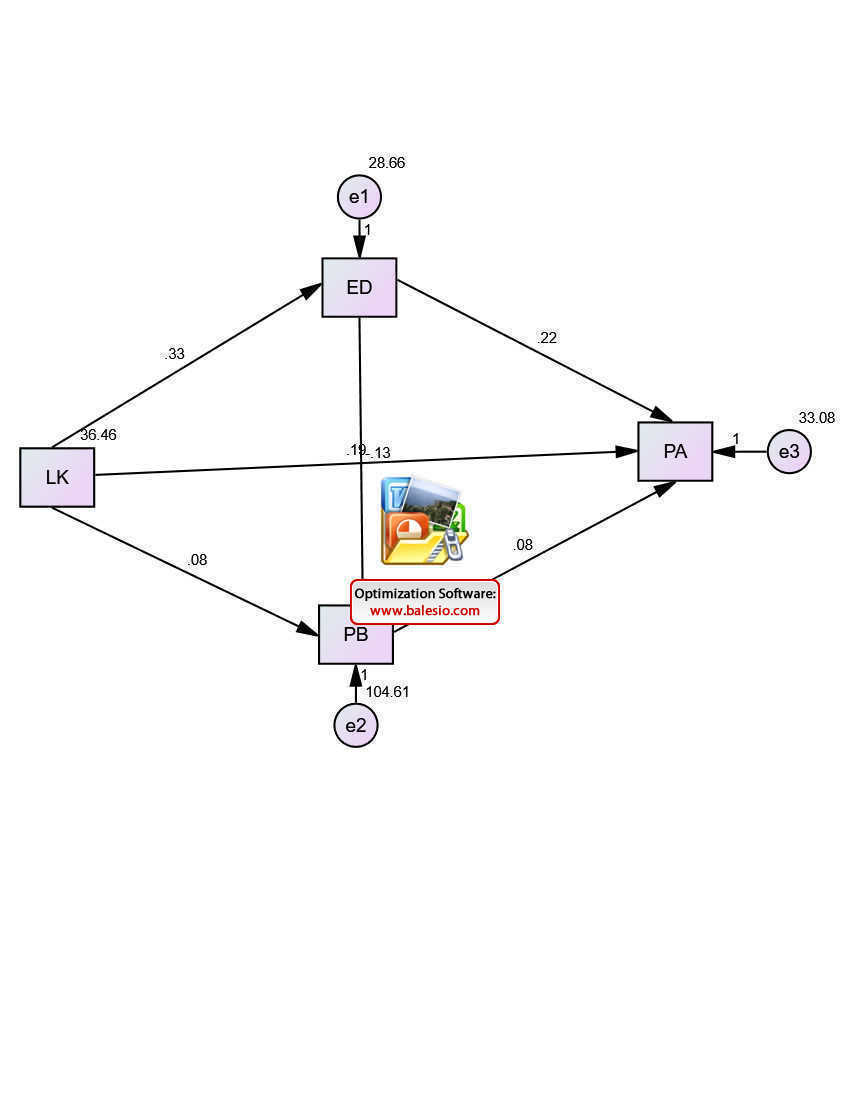 28.66
e1
1
ED
.33
.22
36.46
33.08
LK
.19
-.13
PA
1
e3
.08
.08
Optimization Software:
www.balesio.com
PB
1
104.61
e2